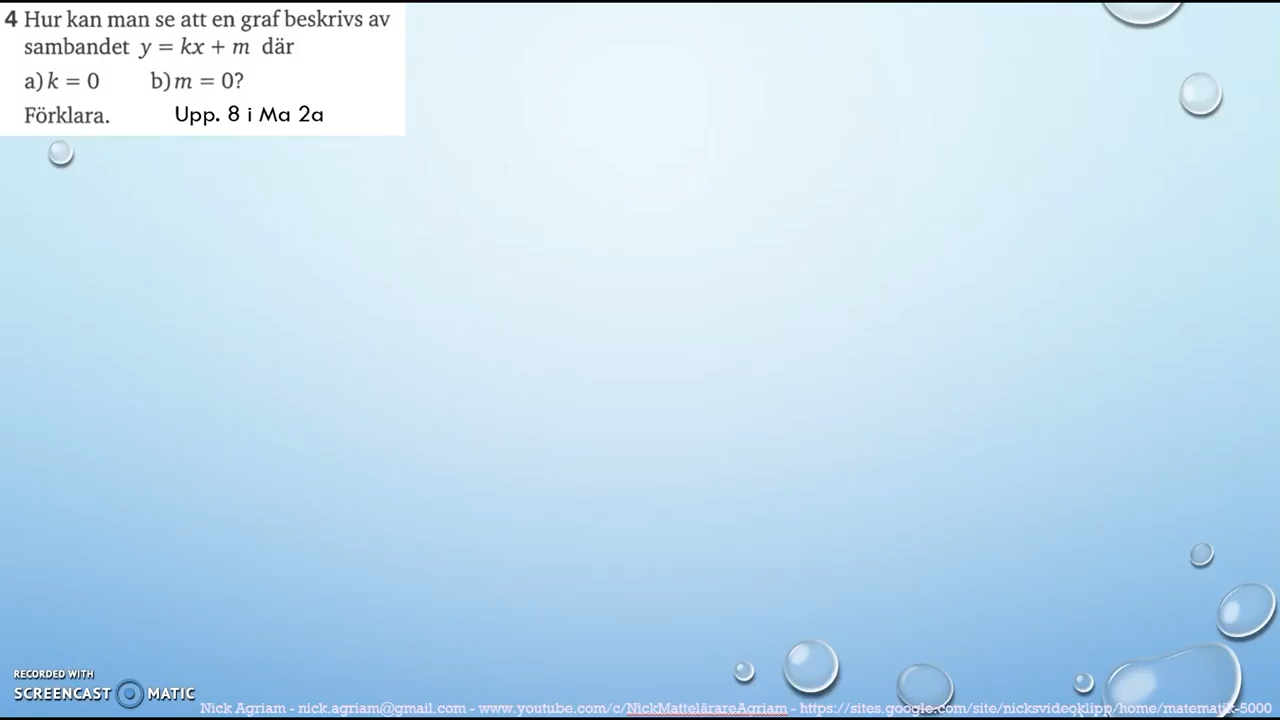 4 Hur kan man se att en graf beskrivs av
sambandet y = kx + m där
a) k = 0 b) m = 0?
Förklara. Upp. 8 i Ma 2a
RECORDED WITH
SCREENCAST MATIC
Nick Agriam - nick.agriam@gmail.com - www.youtube.com/c/NickMattelärareAgriam - https://sites.google.com/site/nicksvideoklipp/home/matematik-5000